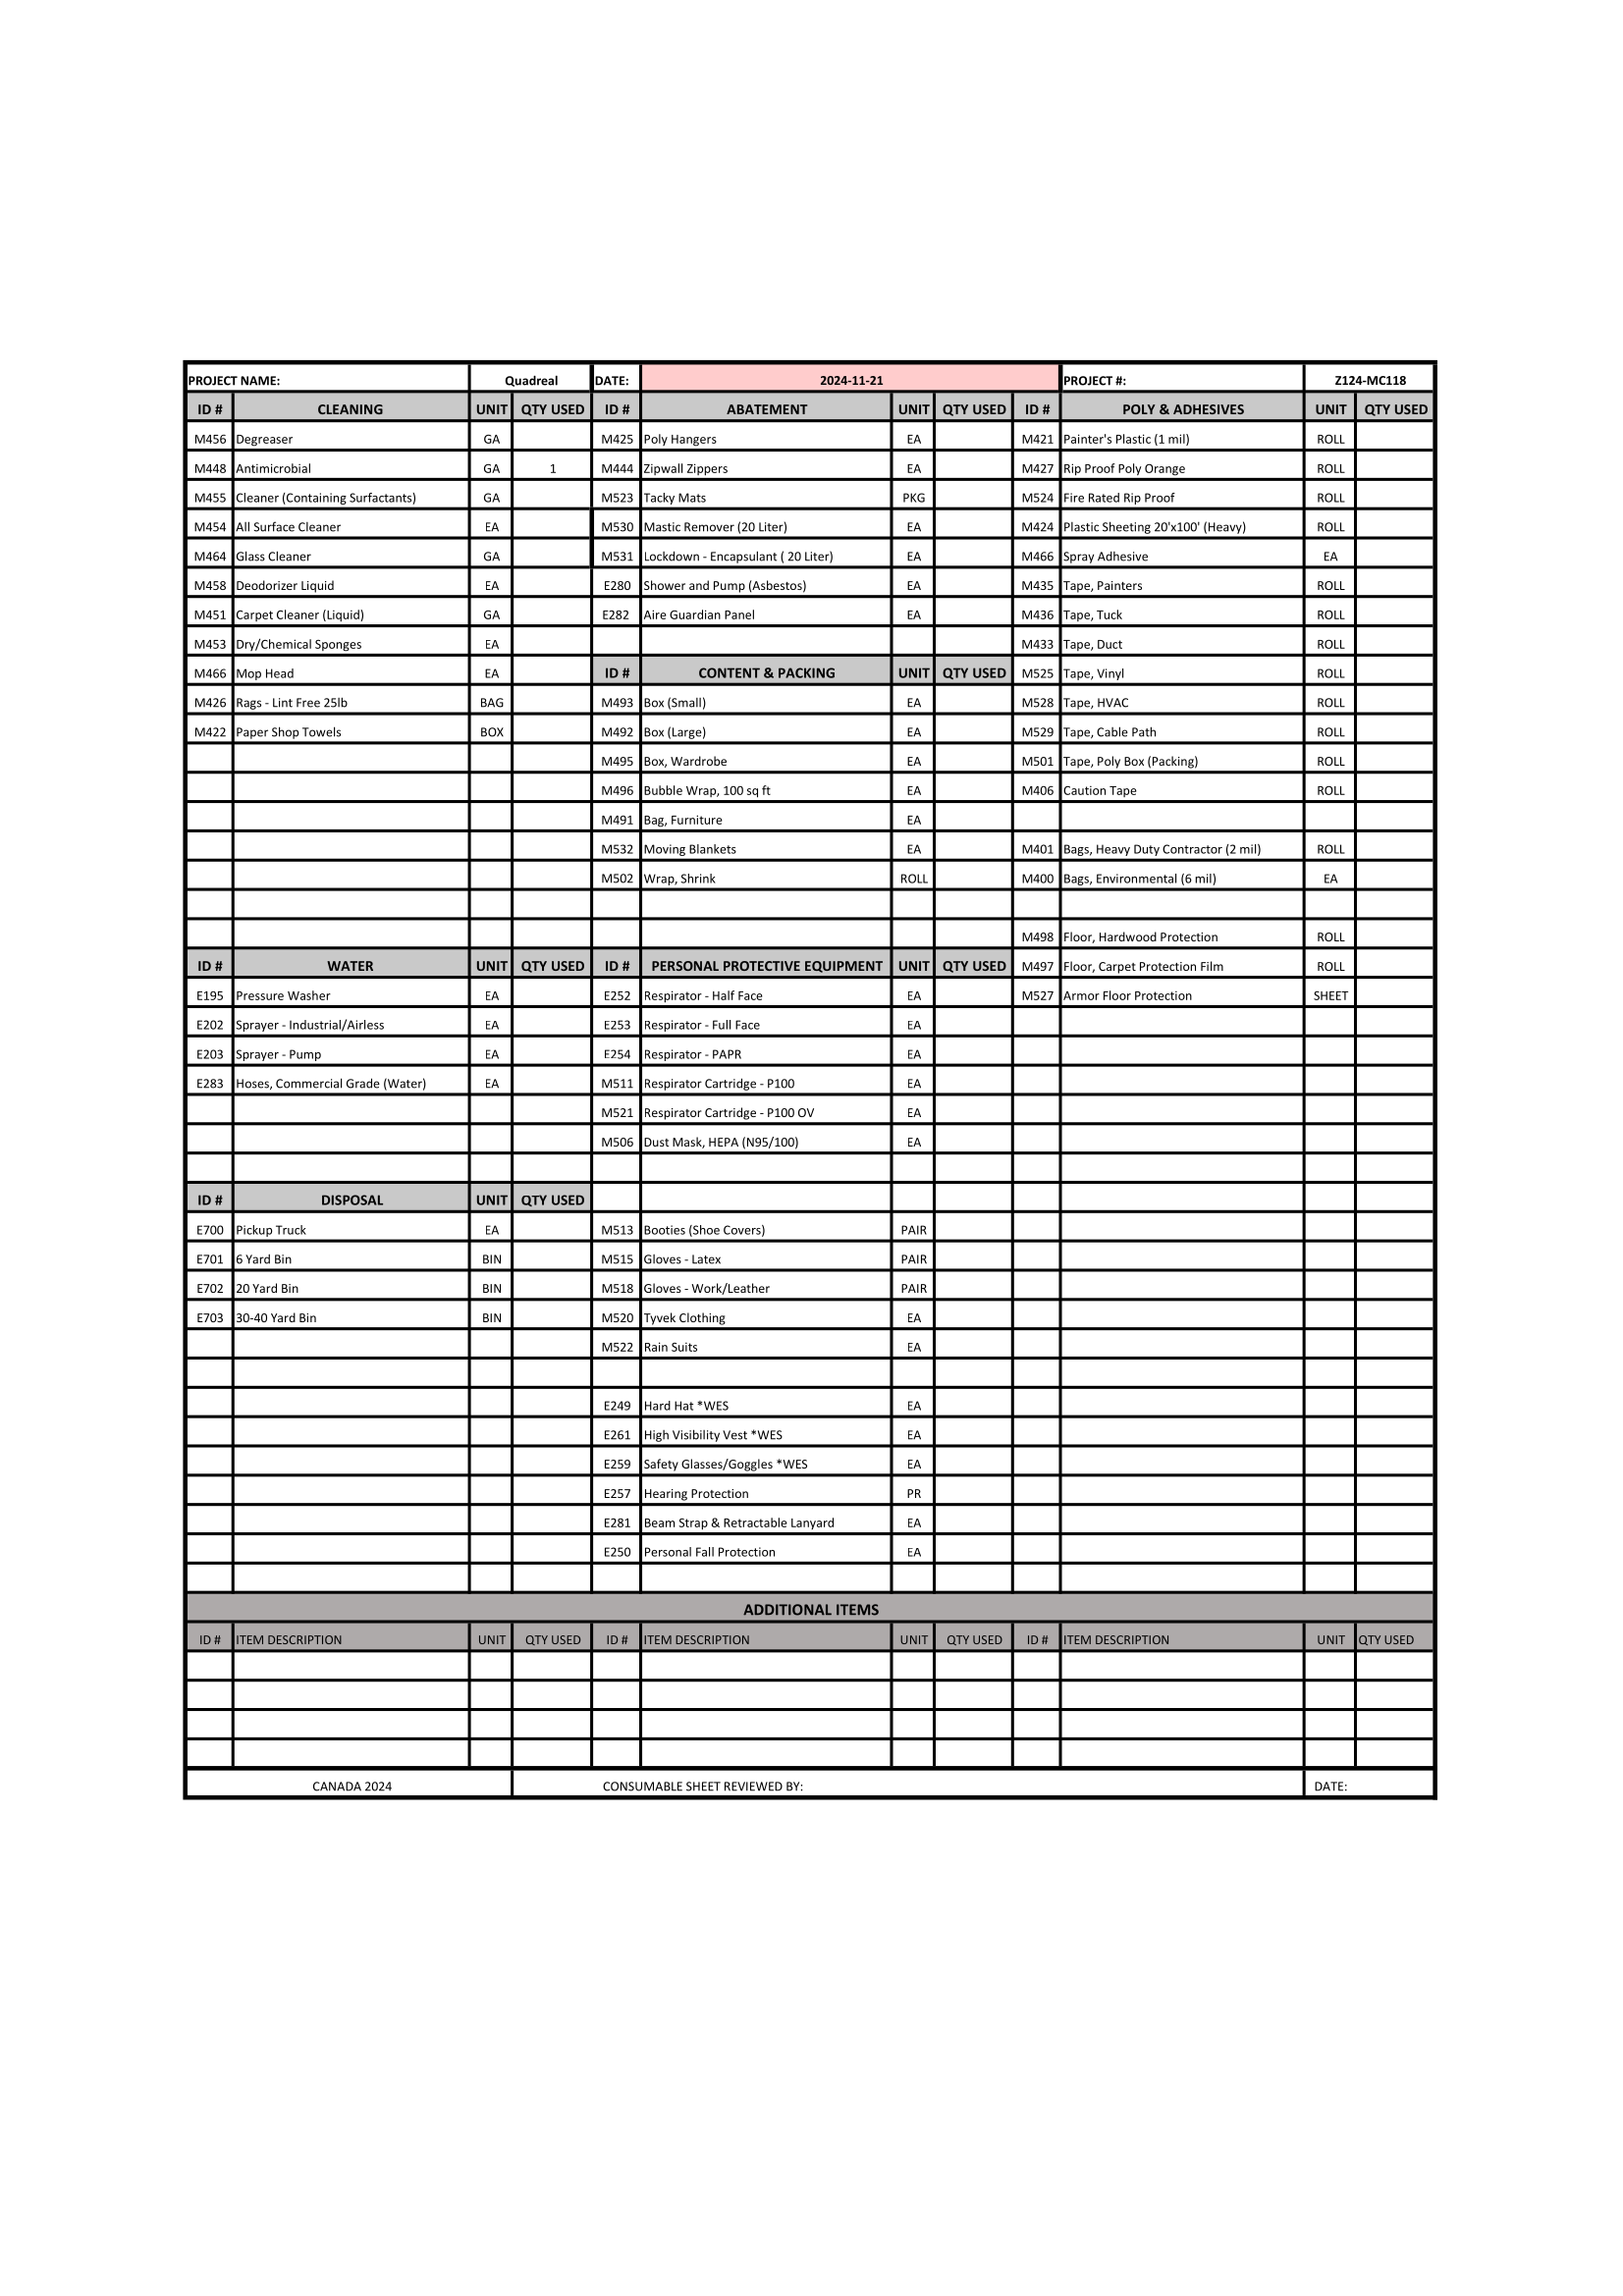 PROJECT NAME: Quadreal DATE: 2024-11-21 PROJECT #: Z124-MC118
ID # CLEANING UNIT QTY USED ID # ABATEMENT UNIT QTY USED ID # POLY & ADHESIVES UNIT QTY USED
M456 Degreaser GA M425 Poly Hangers EA M421 Painter's Plastic (1 mil) ROLL
M448 Antimicrobial GA 1 M444 Zipwall Zippers EA M427 Rip Proof Poly Orange ROLL
M455 Cleaner (Containing Surfactants) GA M523 Tacky Mats PKG M524 Fire Rated Rip Proof ROLL
M454 All Surface Cleaner EA M530 Mastic Remover (20 Liter) EA M424 Plastic Sheeting 20'x100' (Heavy) ROLL
M464 Glass Cleaner GA M531 Lockdown - Encapsulant ( 20 Liter) EA M466 Spray Adhesive EA
M458 Deodorizer Liquid EA E280 Shower and Pump (Asbestos) EA M435 Tape, Painters ROLL
M451 Carpet Cleaner (Liquid) GA E282 Aire Guardian Panel EA M436 Tape, Tuck ROLL
M453 Dry/Chemical Sponges EA M433 Tape, Duct ROLL
M466 Mop Head EA ID # CONTENT & PACKING UNIT QTY USED M525 Tape, Vinyl ROLL
M426 Rags - Lint Free 25lb BAG M493 Box (Small) EA M528 Tape, HVAC ROLL
M422 Paper Shop Towels BOX M492 Box (Large) EA M529 Tape, Cable Path ROLL
M495 Box, Wardrobe EA M501 Tape, Poly Box (Packing) ROLL
M496 Bubble Wrap, 100 sq ft EA M406 Caution Tape ROLL
M491 Bag, Furniture EA
M532 Moving Blankets EA M401 Bags, Heavy Duty Contractor (2 mil) ROLL
M502 Wrap, Shrink ROLL M400 Bags, Environmental (6 mil) EA
M498 Floor, Hardwood Protection ROLL
ID # WATER UNIT QTY USED ID # PERSONAL PROTECTIVE EQUIPMENT UNIT QTY USED M497 Floor, Carpet Protection Film ROLL
E195 Pressure Washer EA E252 Respirator - Half Face EA M527 Armor Floor Protection SHEET
E202 Sprayer - Industrial/Airless EA E253 Respirator - Full Face EA
E203 Sprayer - Pump EA E254 Respirator - PAPR EA
E283 Hoses, Commercial Grade (Water) EA M511 Respirator Cartridge - P100 EA
M521 Respirator Cartridge - P100 OV EA
M506 Dust Mask, HEPA (N95/100) EA
ID # DISPOSAL UNIT QTY USED
E700 Pickup Truck EA M513 Booties (Shoe Covers) PAIR
E701 6 Yard Bin BIN M515 Gloves - Latex PAIR
E702 20 Yard Bin BIN M518 Gloves - Work/Leather PAIR
E703 30-40 Yard Bin BIN M520 Tyvek Clothing EA
M522 Rain Suits EA
E249 Hard Hat *WES EA
E261 High Visibility Vest *WES EA
E259 Safety Glasses/Goggles *WES EA
E257 Hearing Protection PR
E281 Beam Strap & Retractable Lanyard EA
E250 Personal Fall Protection EA
ADDITIONAL ITEMS
ID # ITEM DESCRIPTION UNIT QTY USED ID # ITEM DESCRIPTION UNIT QTY USED ID # ITEM DESCRIPTION UNIT QTY USED
CANADA 2024 CONSUMABLE SHEET REVIEWED BY: DATE: